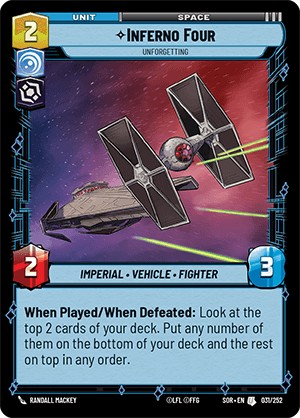 UNIT SPACE
2
✧Inferno Four
UNFORGETTING
2
3
IMPERIAL • VEHICLE • FIGHTER
When Played/When Defeated: Look at the
top 2 cards of your deck. Put any number of
them on the bottom of your deck and the rest
on top in any order.
RANDALL MACKEY ©LFL ©FFG SOR • EN U 031/252